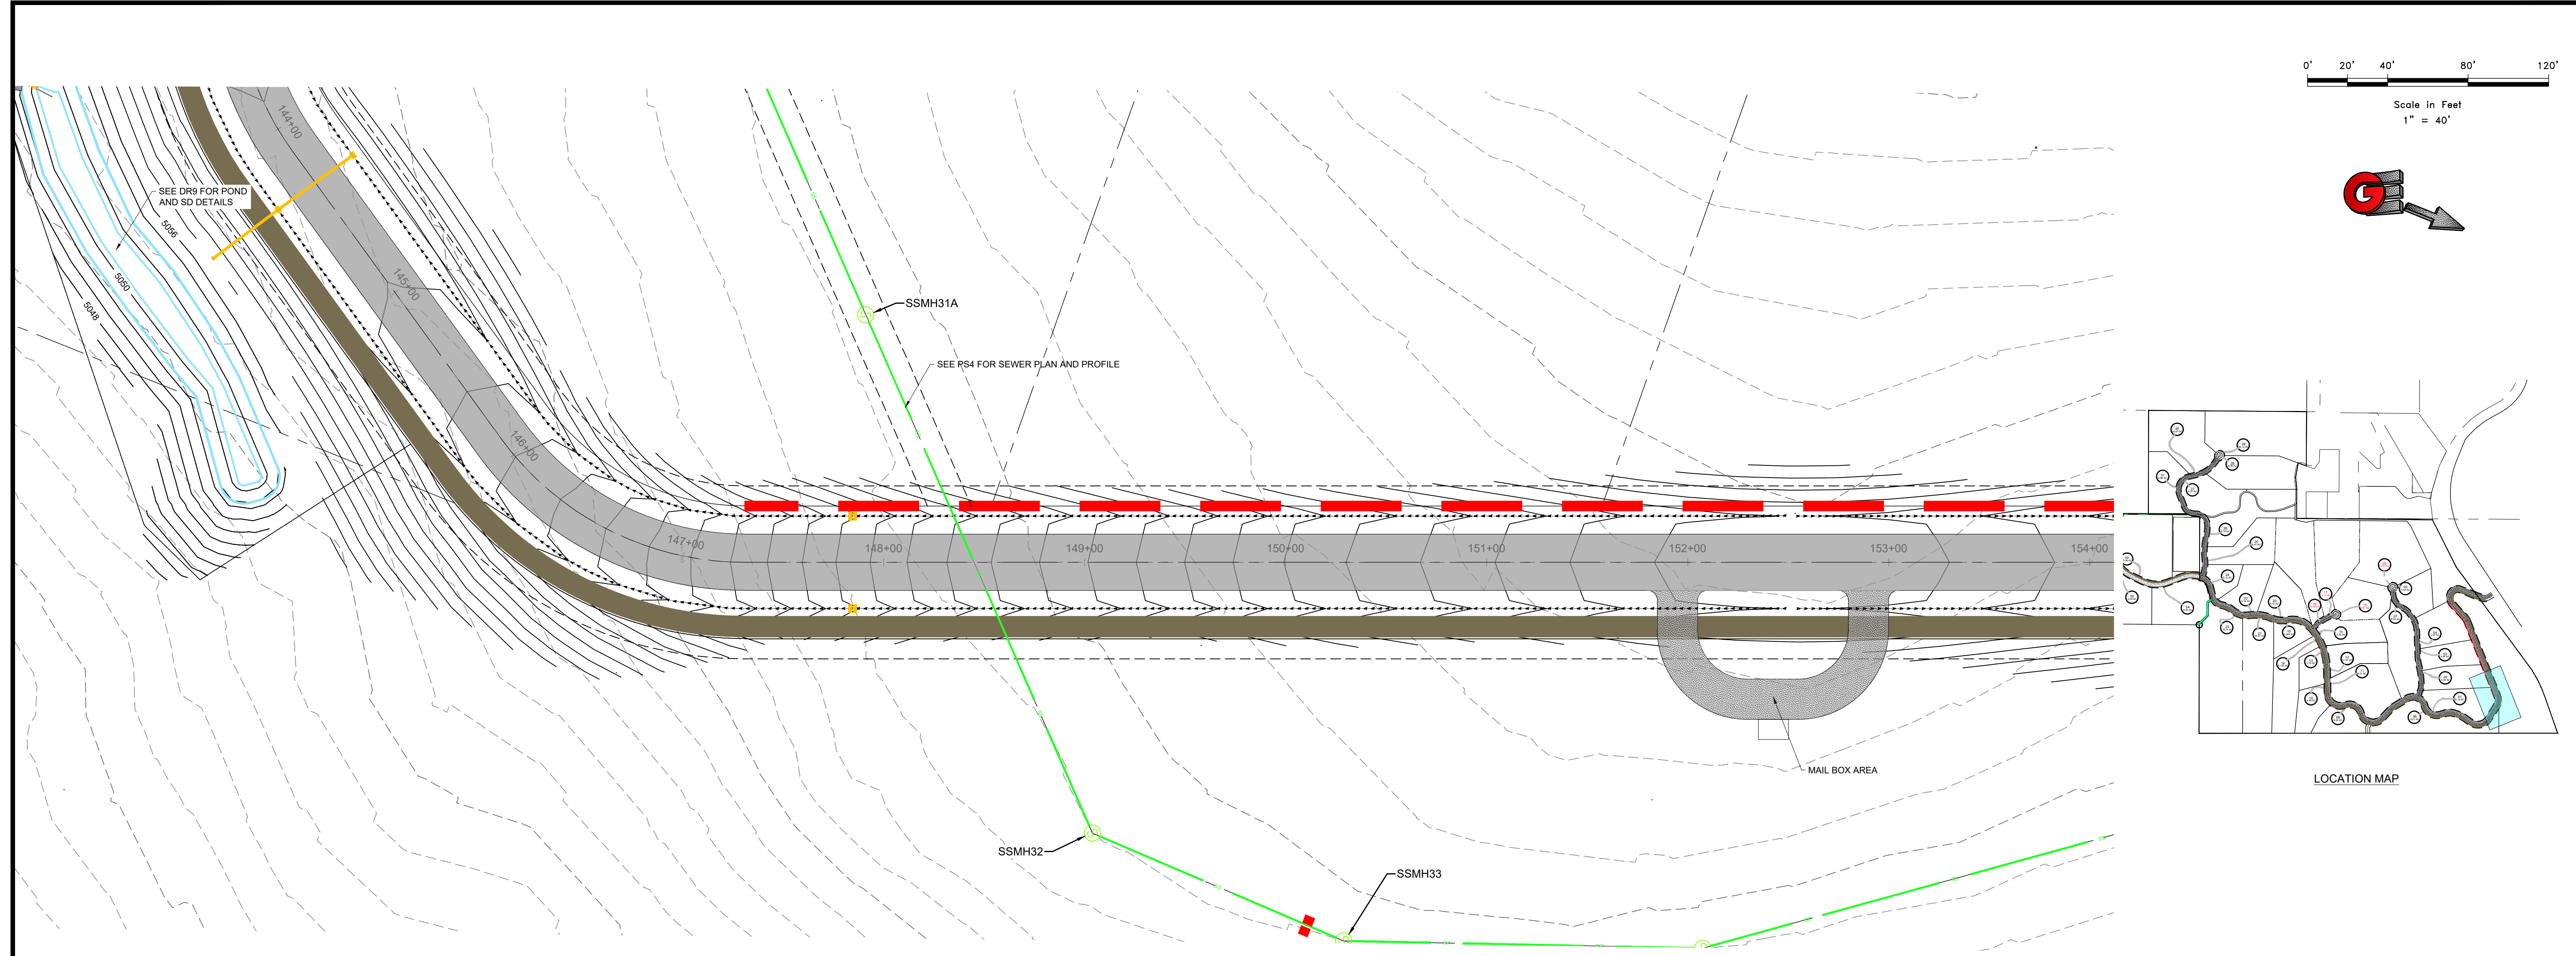 0' 20' 40' 80' 120'
Scale in Feet
1" = 40'
G
144+00
SEE DR9 FOR POND
AND SD DETAILS
5056
5050
5048
145+00
SSMH31A
SEE PS4 FOR SEWER PLAN AND PROFILE
146+00
147+00
148+00
149+00
150+00
151+00
152+00
153+00
154+00
MAIL BOX AREA
LOCATION MAP
SSMH32
SSMH33